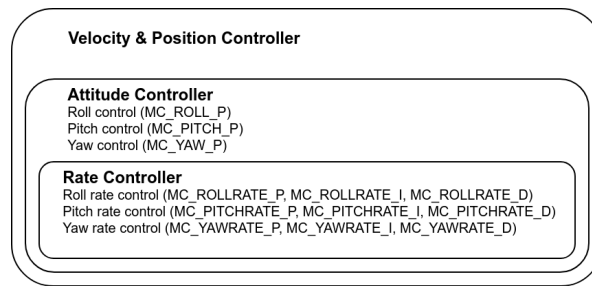 Velocity & Position Controller
Attitude Controller
Roll control (MC_ROLL_P)
Pitch control (MC_PITCH_P)
Yaw control (MC_YAW_P)
Rate Controller
Roll rate control (MC_ROLLRATE_P, MC_ROLLRATE_I, MC_ROLLRATE_D)
Pitch rate control (MC_PITCHRATE_P, MC_PITCHRATE_I, MC_PITCHRATE_D)
Yaw rate control (MC_YAWRATE_P, MC_YAWRATE_I, MC_YAWRATE_D)